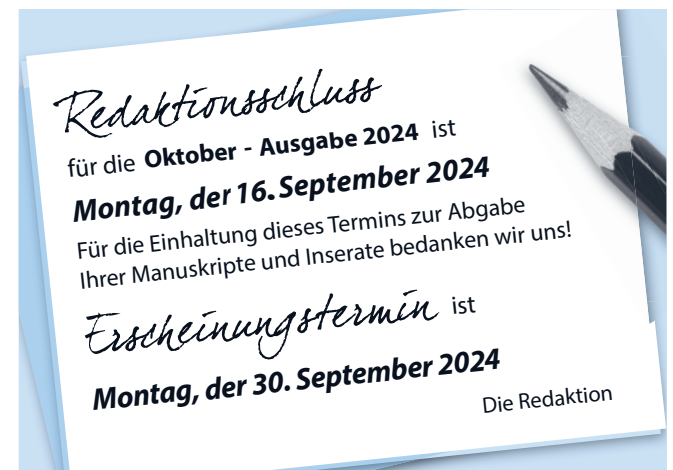 Redaktionsschluss
für die Oktober - Ausgabe 2024 ist
Montag, der 16. September 2024
Für die Einhaltung dieses Termins zur Abgabe
Ihrer Manuskripte und Inserate bedanken wir uns!
Erscheinungstermin ist
Montag, der 30. September 2024
Die Redaktion